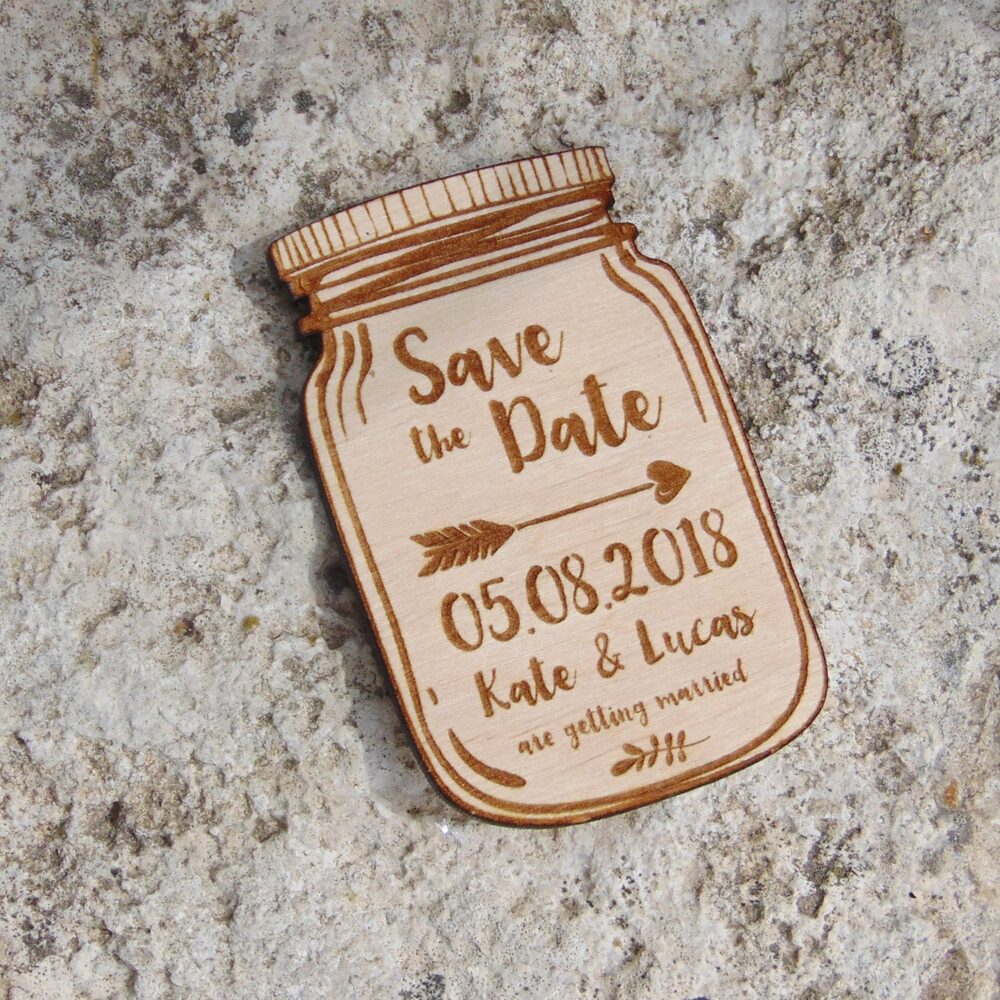 Save
the Date
05.08.2018
Kate & Lucas
are getting married